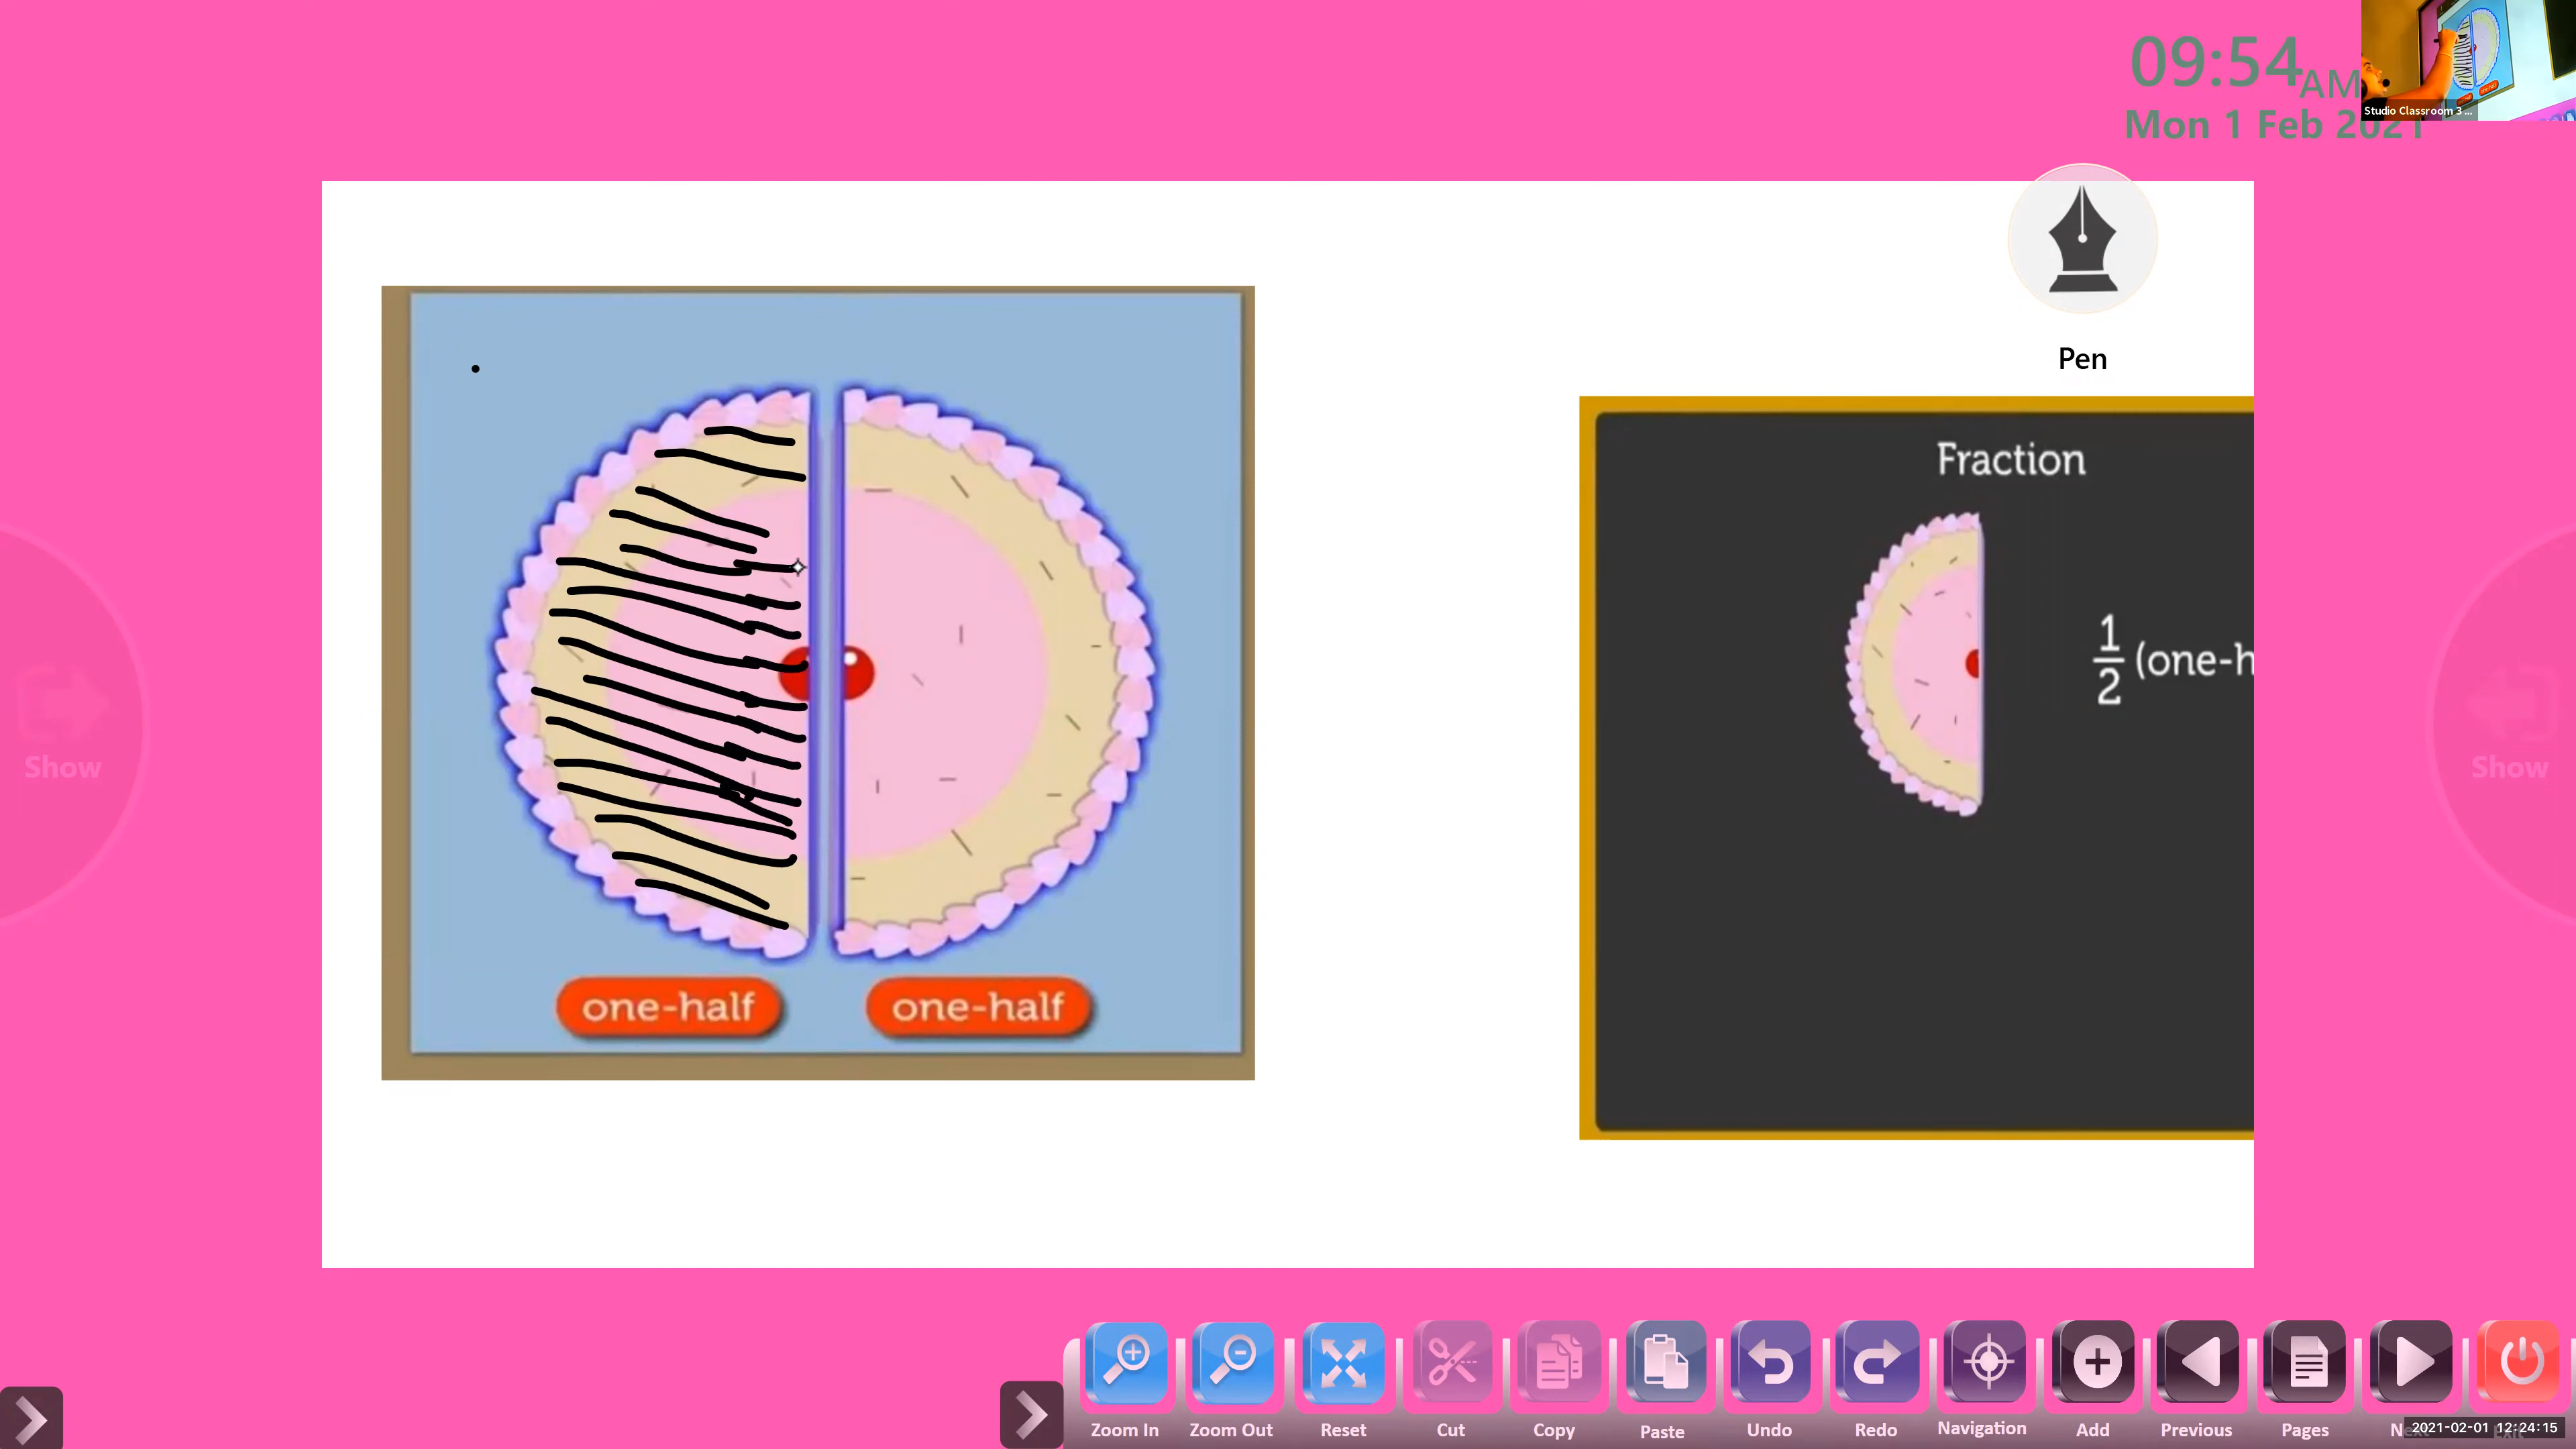 09:54 AM
Mon 1 Feb 2021
Studio Classroom 3 ...
Pen
Fraction
1/2 (one-h
one-half one-half
Show Show
Zoom In Zoom Out Reset Cut Copy Paste Undo Redo Navigation Add Previous Pages
2021-02-01 12:24:15